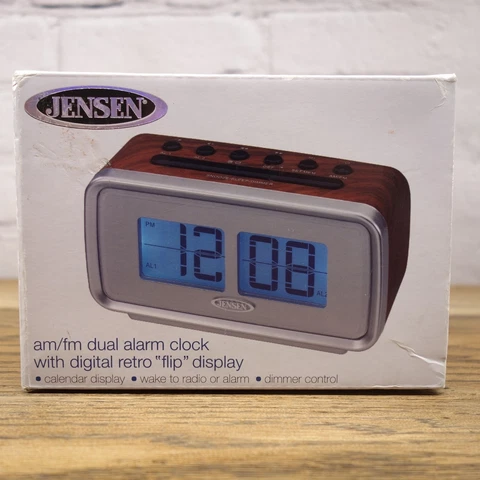 JENSEN
PM
12 08
AL1
AL2
JENSEN
am/fm dual alarm clock
with digital retro "flip" display
• calendar display • wake to radio or alarm • dimmer control